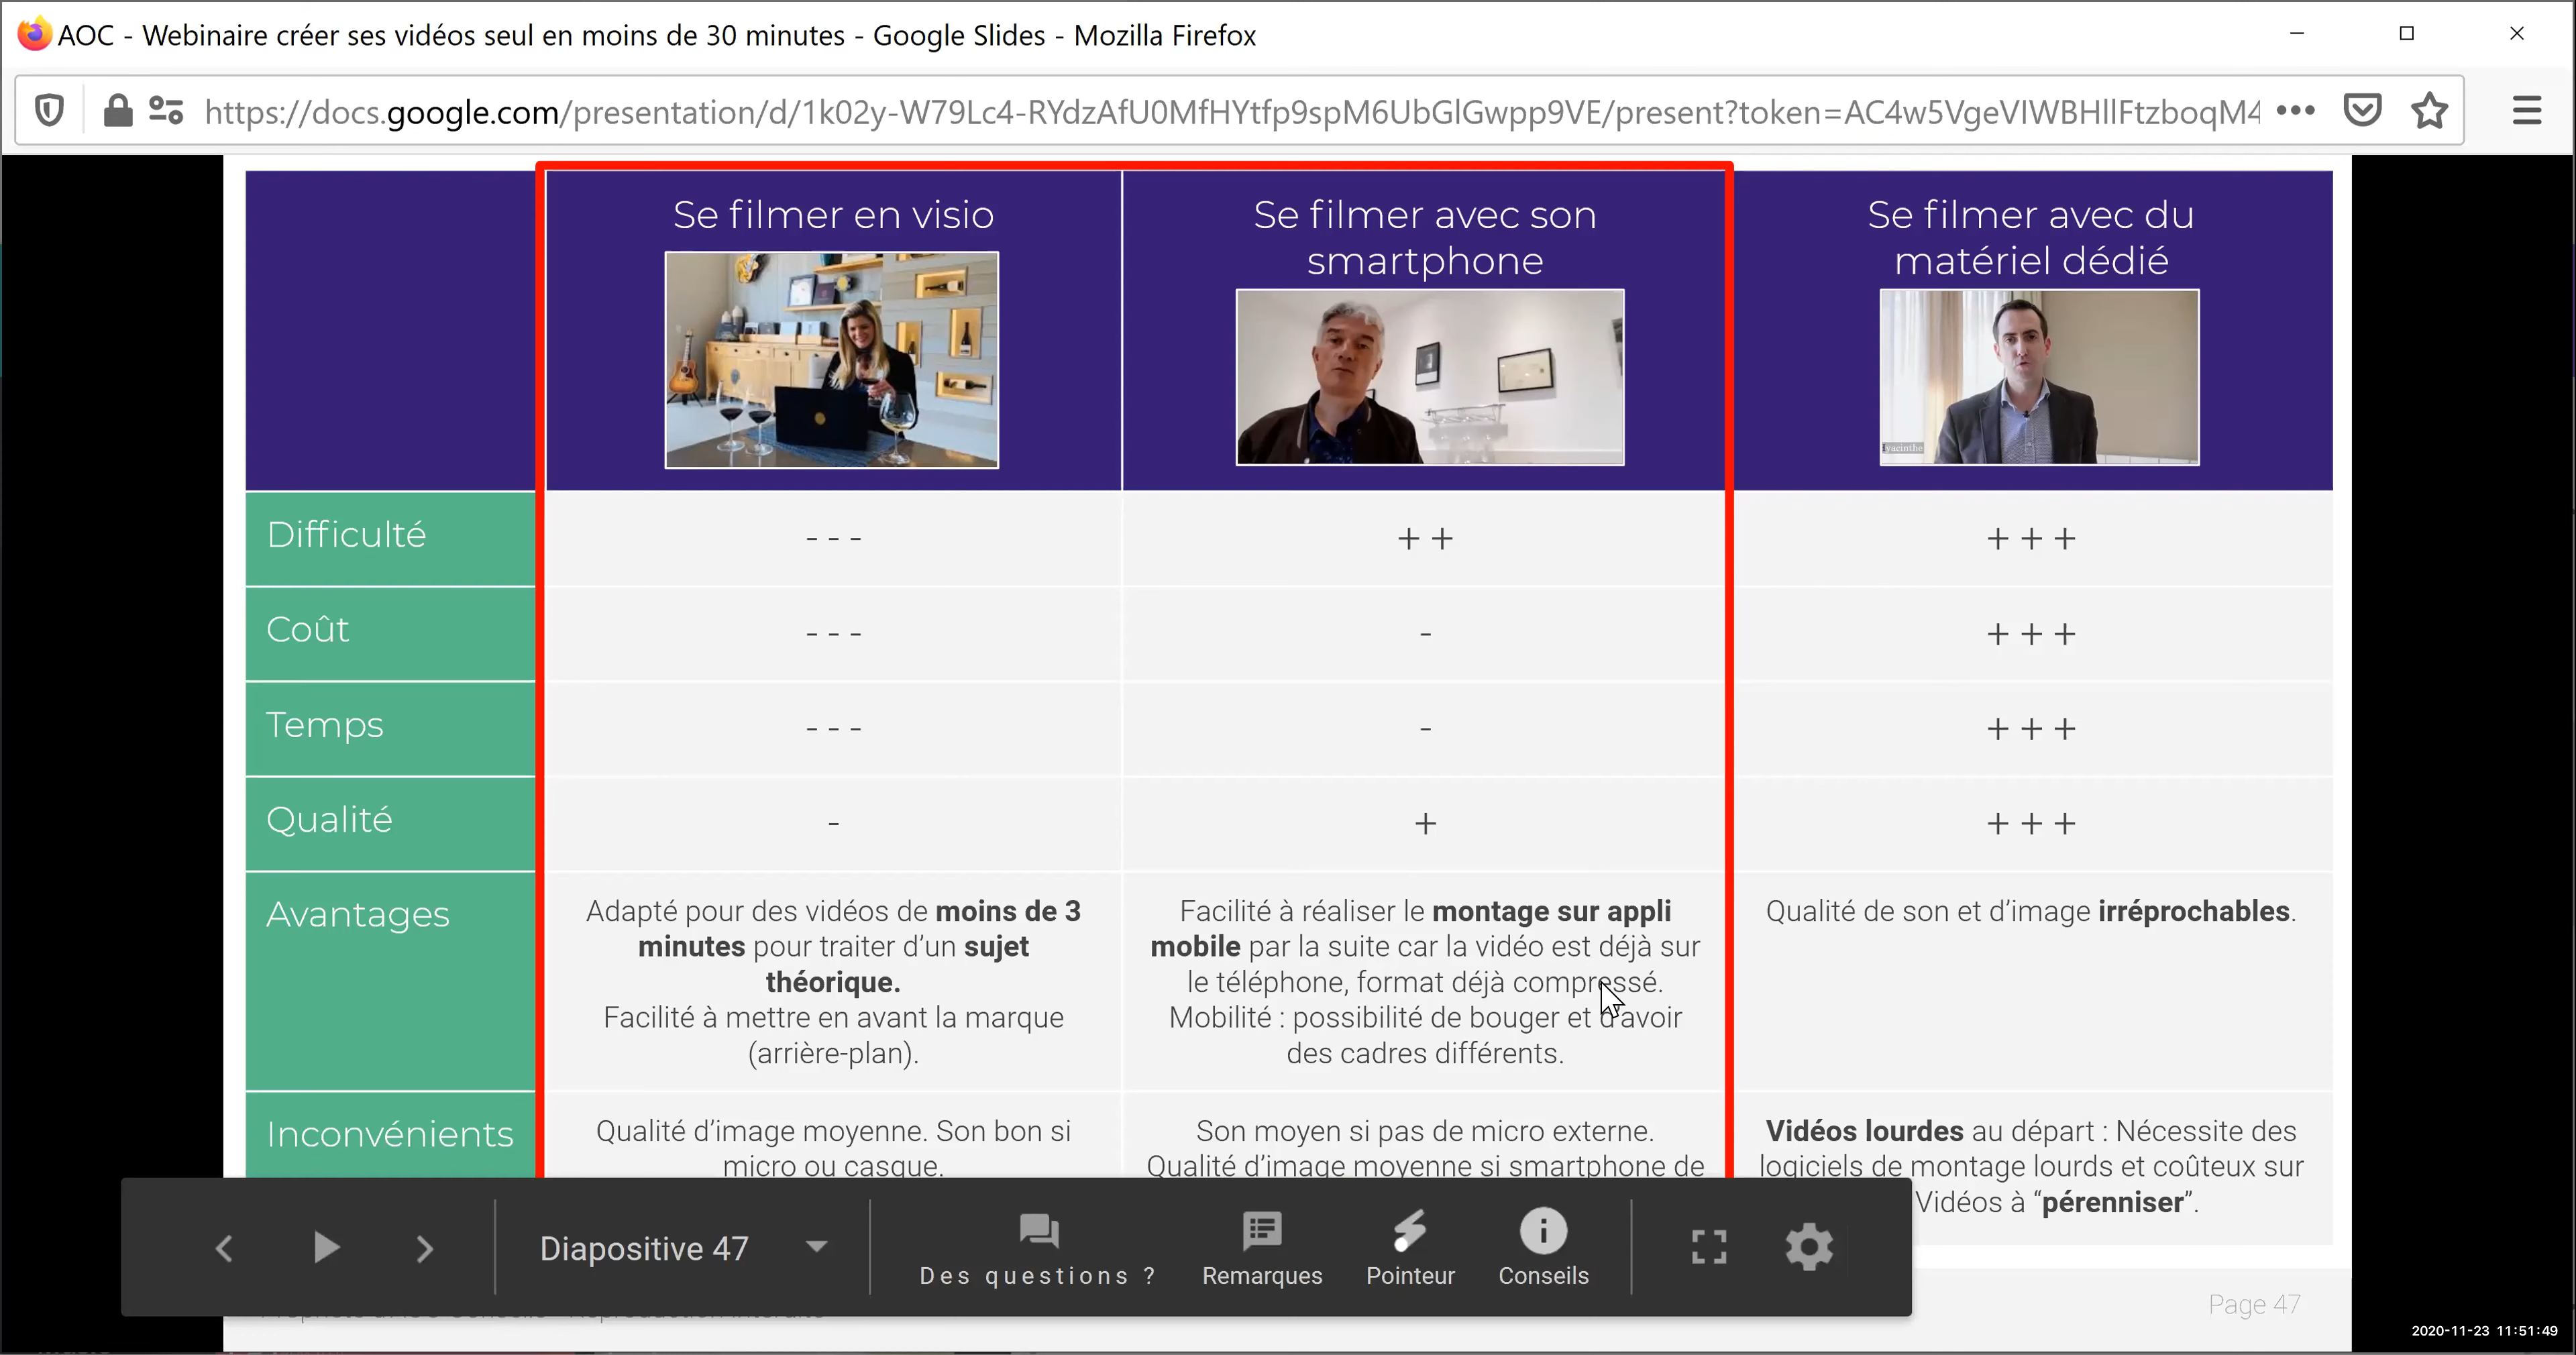 AOC - Webinaire créer ses vidéos seul en moins de 30 minutes - Google Slides - Mozilla Firefox
https://docs.google.com/presentation/d/1k02y-W79Lc4-RYdzAfU0MfHYtfp9spM6UbGlGwpp9VE/present?token=AC4w5VgeVIWBHllFtzboqM4
Se filmer en visio
Se filmer avec son
smartphone
Se filmer avec du
matériel dédié
yacinthe
Difficulté
- - -
+ +
+ + +
Coût
- - -
-
+ + +
Temps
- - -
-
+ + +
Qualité
-
+
+ + +
Avantages
Adapté pour des vidéos de moins de 3
minutes pour traiter d’un sujet
théorique.
Facilité à mettre en avant la marque
(arrière-plan).
Facilité à réaliser le montage sur appli
mobile par la suite car la vidéo est déjà sur
le téléphone, format déjà compressé.
Mobilité : possibilité de bouger et d’avoir
des cadres différents.
Qualité de son et d’image irréprochables.
Inconvénients
Qualité d’image moyenne. Son bon si
micro ou casque.
Son moyen si pas de micro externe.
Qualité d’image moyenne si smartphone de
Vidéos lourdes au départ : Nécessite des
logiciels de montage lourds et coûteux sur
Vidéos à “pérenniser”.
Diapositive 47
Des questions ?
Remarques
Pointeur
Conseils
Page 47
2020-11-23 11:51:49